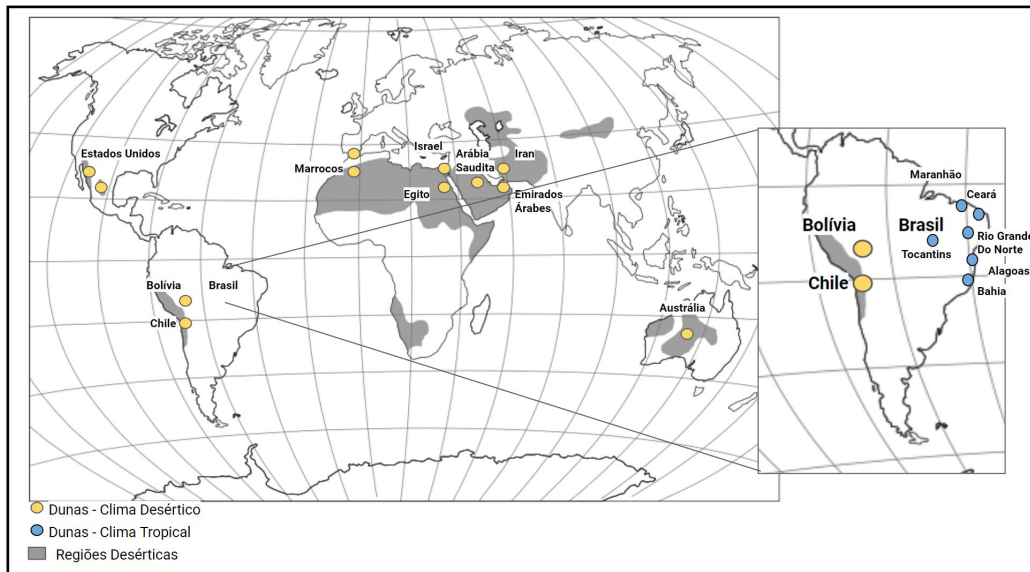 Estados Unidos
Marrocos
Israel
Egito
Arábia
Saudita
Iran
Emirados
Árabes
Bolívia
Brasil
Chile
Austrália
Maranhão
Ceará
Bolívia
Brasil
Tocantins
Rio Grande
Do Norte
Alagoas
Chile
Bahia
Dunas - Clima Desértico
Dunas - Clima Tropical
Regiões Desérticas